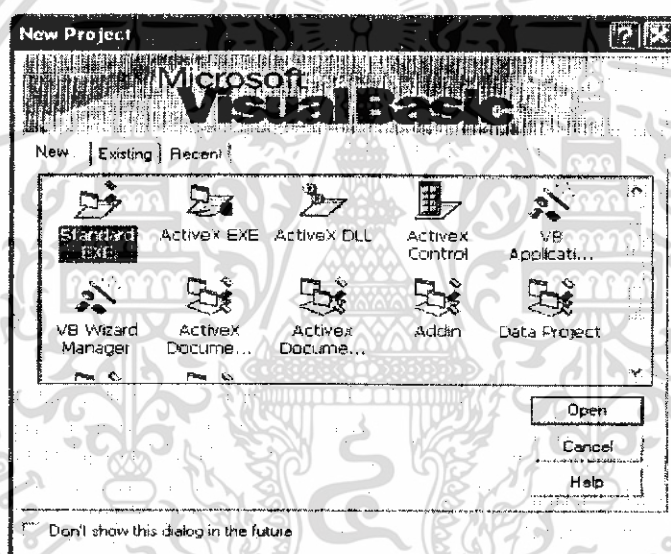 New Project
Microsoft
Visual Basic
New Existing Recent
Standard EXE ActiveX EXE ActiveX DLL ActiveX Control VB Applicati...
VB Wizard Manager ActiveX Docume... ActiveX Docume... Addin Data Project
Open
Cancel
Help
Don't show this dialog in the future